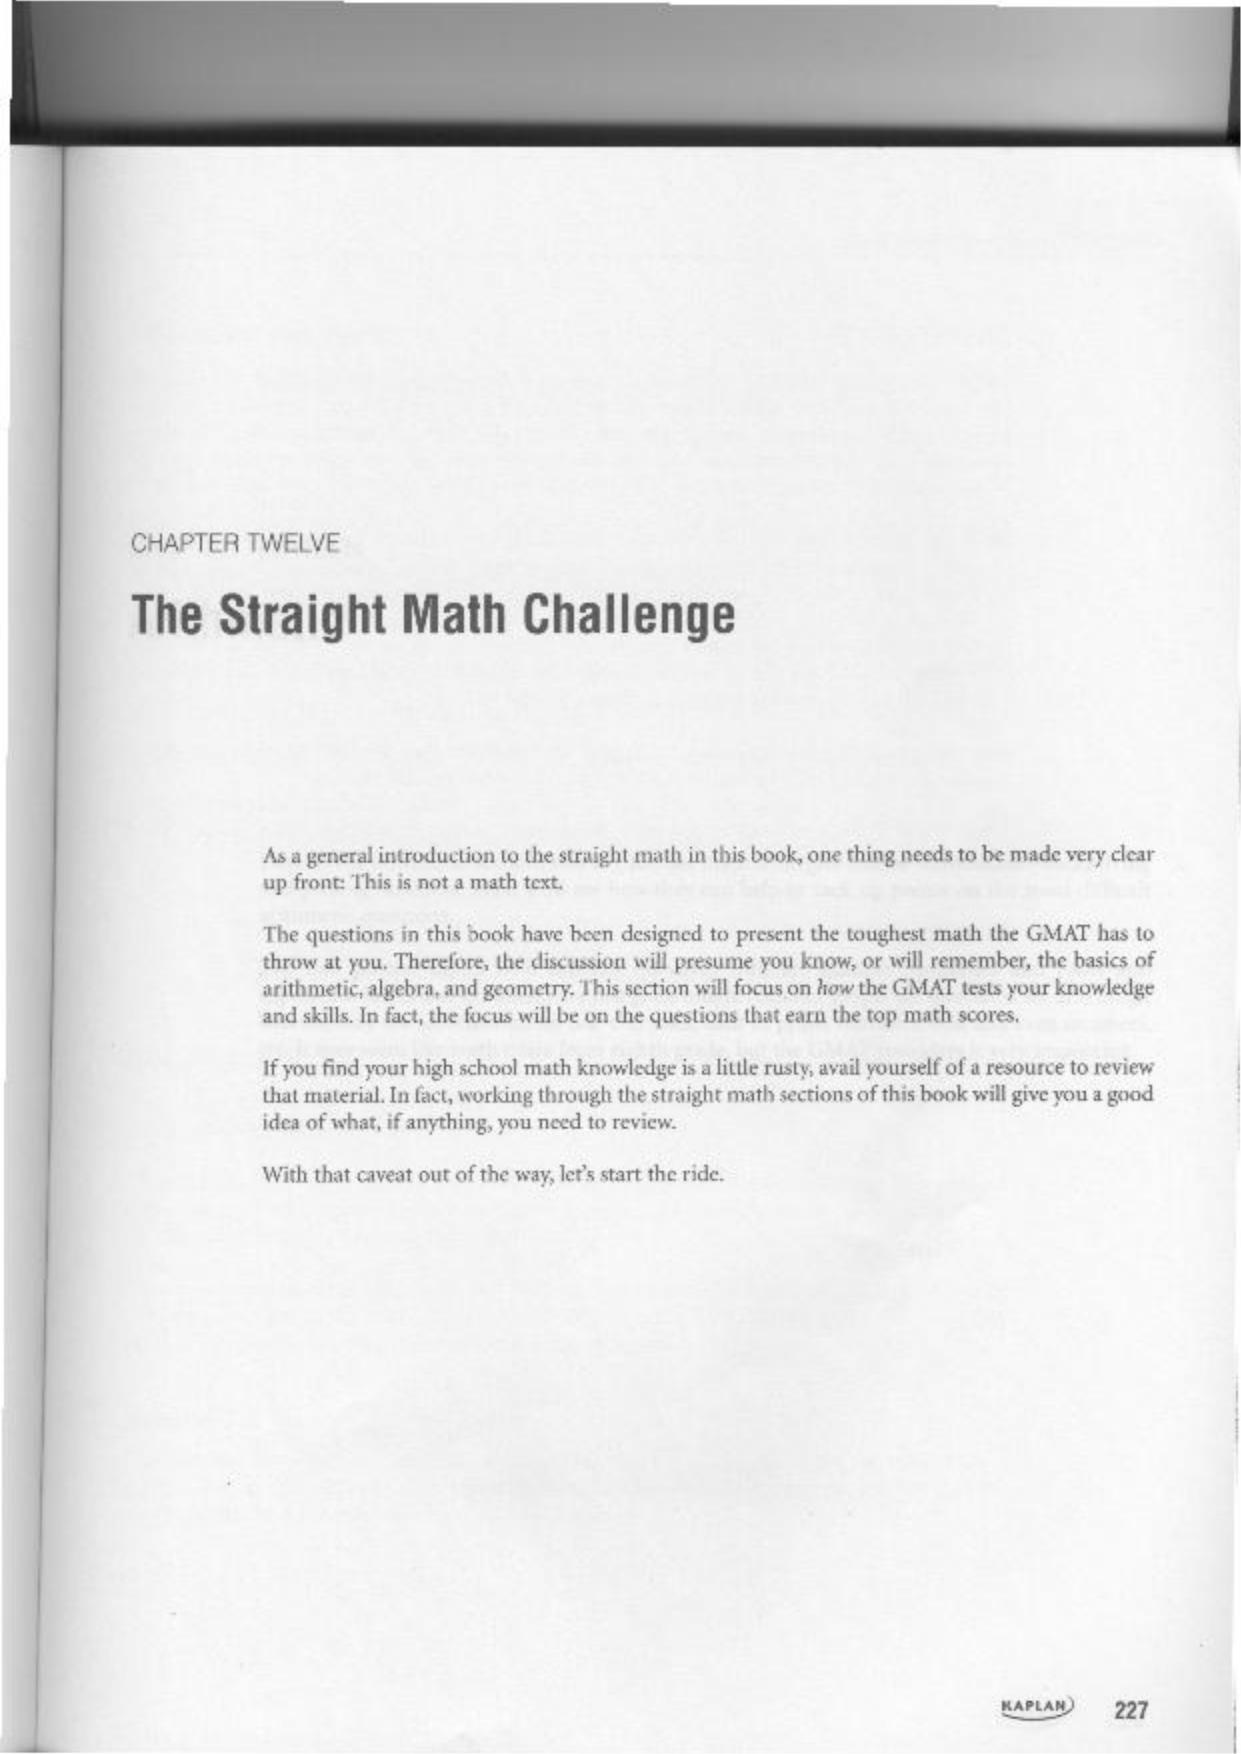 CHAPTER TWELVE
The Straight Math Challenge
As a general introduction to the straight math in this book, one thing needs to be made very clear
up front: This is not a math text.
The questions in this book have been designed to present the toughest math the GMAT has to
throw at you. Therefore, the discussion will presume you know, or will remember, the basics of
arithmetic, algebra, and geometry. This section will focus on how the GMAT tests your knowledge
and skills. In fact, the focus will be on the questions that earn the top math scores.
If you find your high school math knowledge is a little rusty, avail yourself of a resource to review
that material. In fact, working through the straight math sections of this book will give you a good
idea of what, if anything, you need to review.
With that caveat out of the way, let's start the ride.
KAPLAN 227